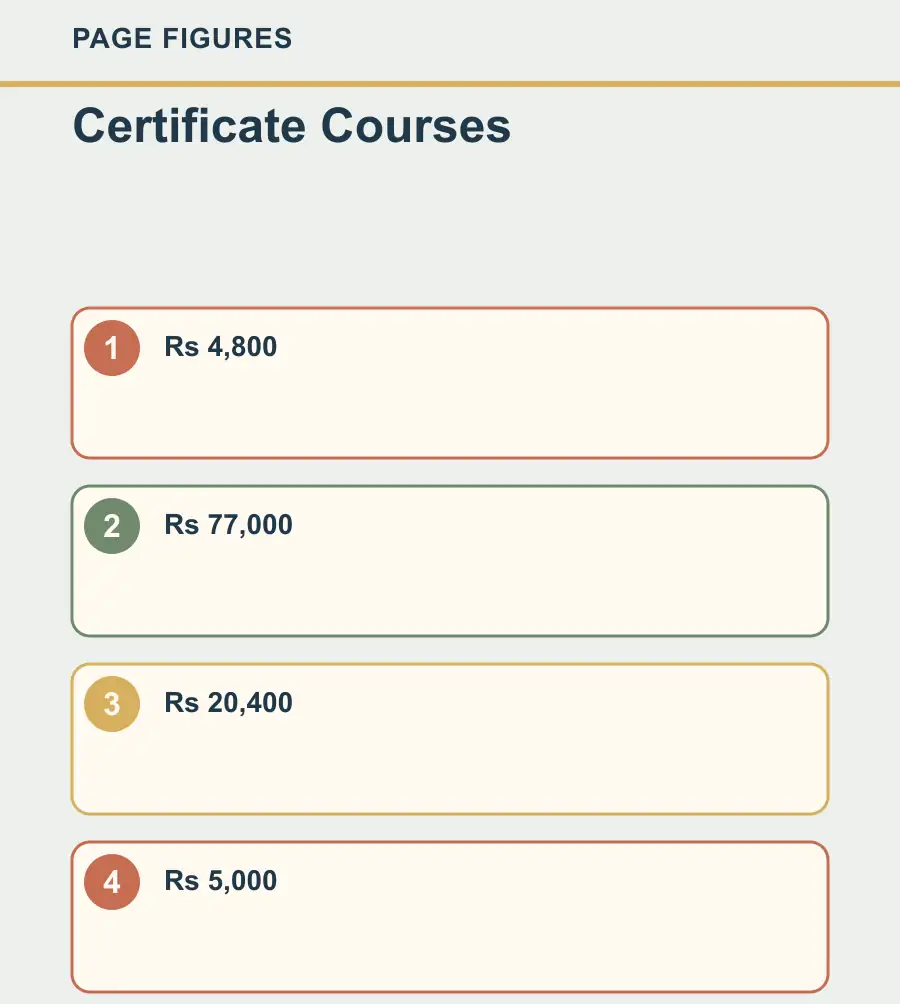 PAGE FIGURES
Certificate Courses
1 Rs 4,800
2 Rs 77,000
3 Rs 20,400
4 Rs 5,000